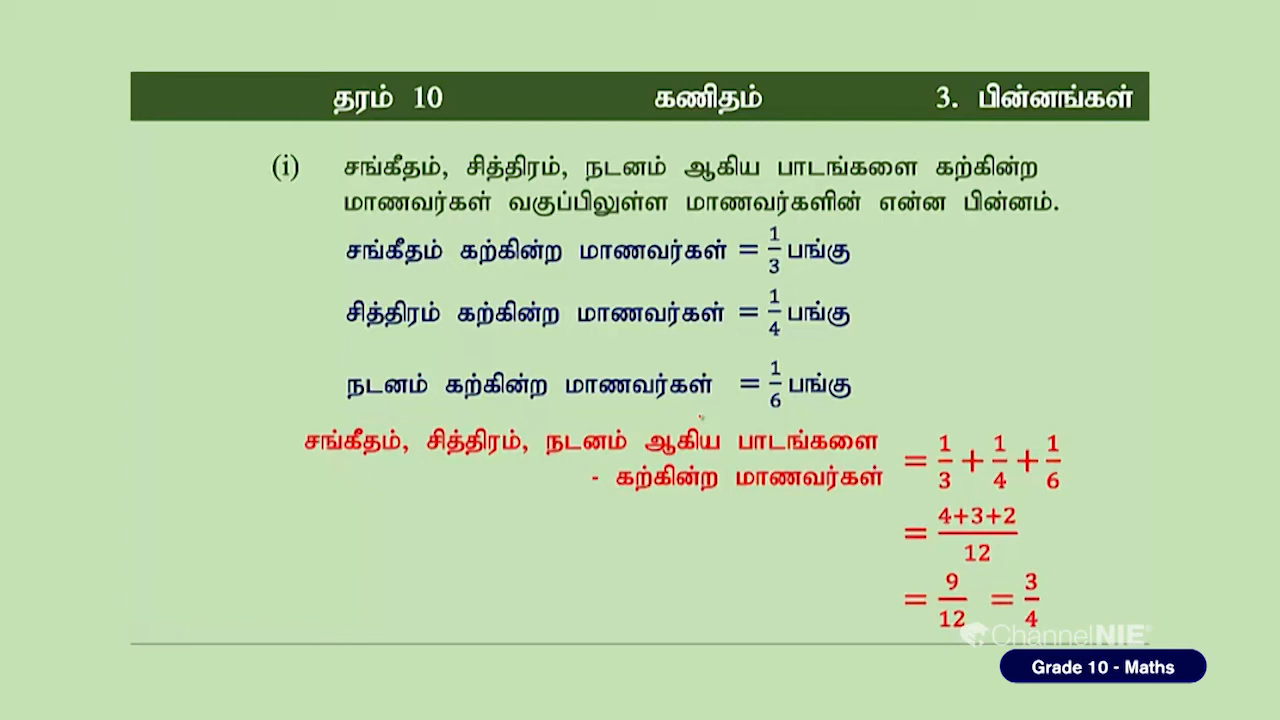 தரம் 10 கணிதம் 3. பின்னங்கள்
(i) சங்கீதம், சித்திரம், நடனம் ஆகிய பாடங்களை கற்கின்ற
மாணவர்கள் வகுப்பிலுள்ள மாணவர்களின் என்ன பின்னம்.
சங்கீதம் கற்கின்ற மாணவர்கள் = 1/3 பங்கு
சித்திரம் கற்கின்ற மாணவர்கள் = 1/4 பங்கு
நடனம் கற்கின்ற மாணவர்கள் = 1/6 பங்கு
சங்கீதம், சித்திரம், நடனம் ஆகிய பாடங்களை
- கற்கின்ற மாணவர்கள் = 1/3 + 1/4 + 1/6
= (4+3+2)/12
= 9/12 = 3/4
ChannelNIE
Grade 10 - Maths